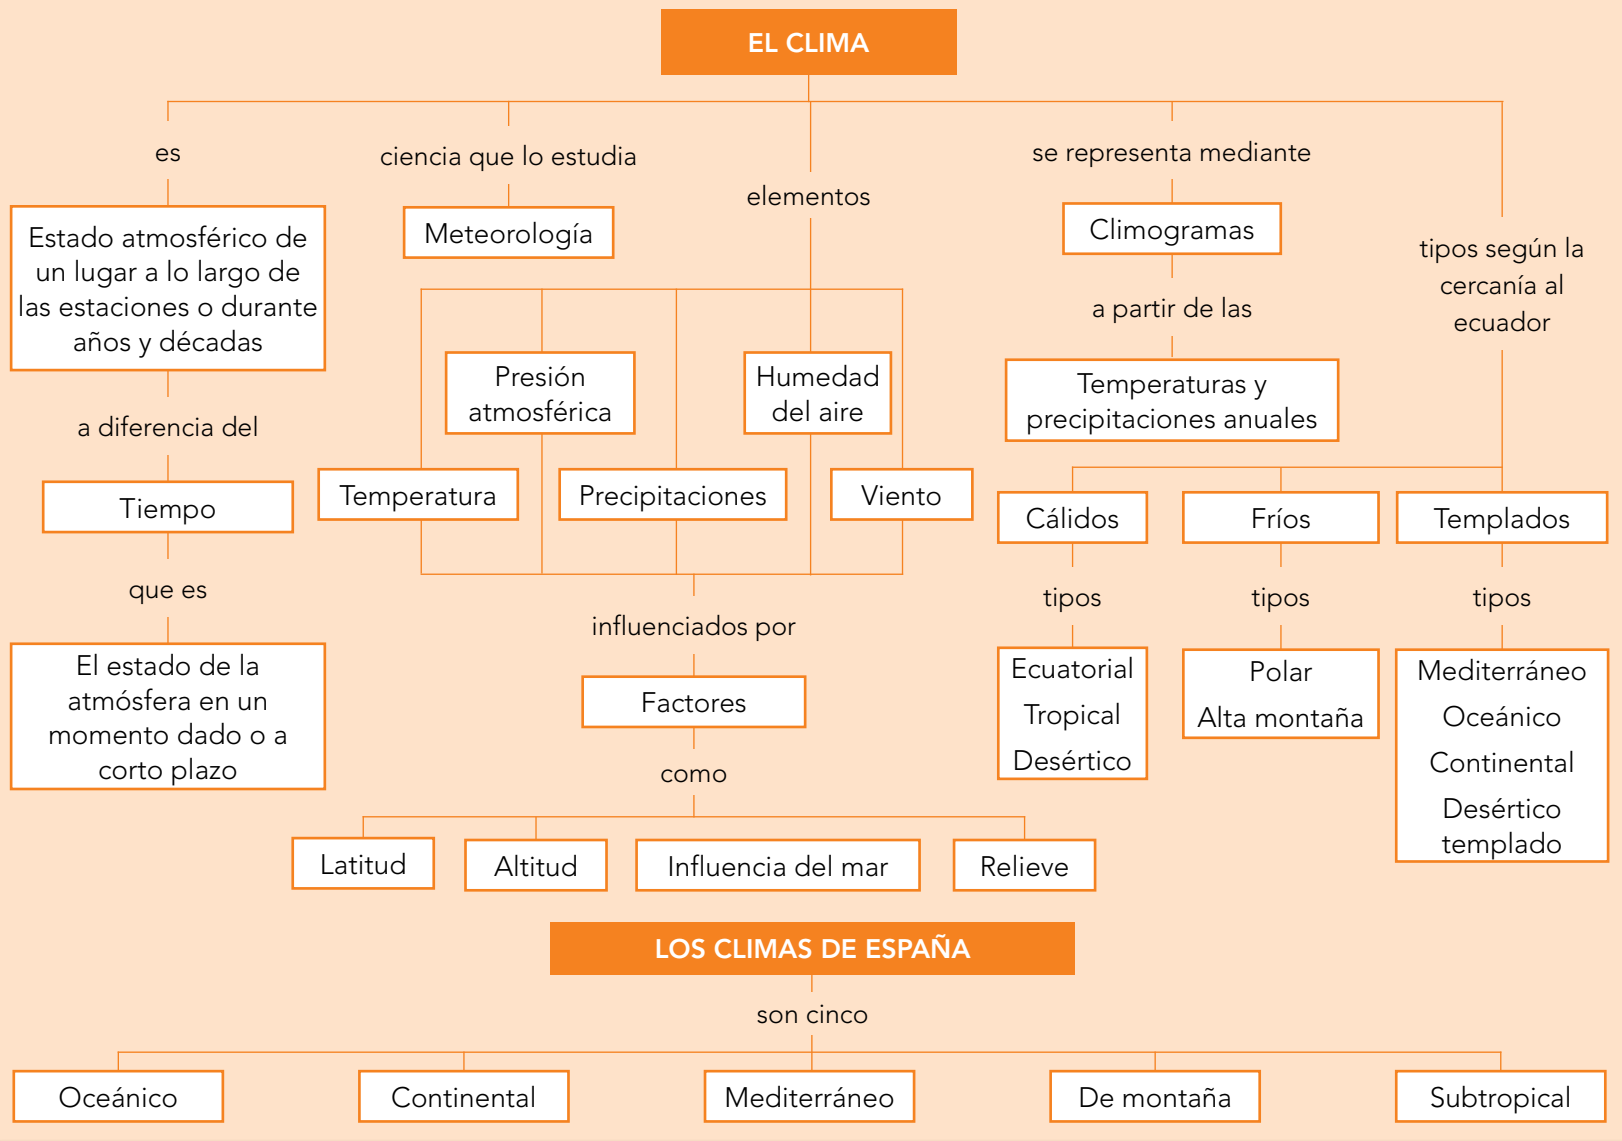 EL CLIMA
es
Estado atmosférico de
un lugar a lo largo de
las estaciones o durante
años y décadas
a diferencia del
Tiempo
que es
El estado de la
atmósfera en un
momento dado o a
corto plazo
ciencia que lo estudia
Meteorología
elementos
Presión
atmosférica
Humedad
del aire
Temperatura
Precipitaciones
Viento
influenciados por
Factores
como
Latitud
Altitud
Influencia del mar
Relieve
se representa mediante
Climogramas
a partir de las
Temperaturas y
precipitaciones anuales
tipos según la
cercanía al
ecuador
Cálidos
Fríos
Templados
tipos
tipos
tipos
Ecuatorial
Tropical
Desértico
Polar
Alta montaña
Mediterráneo
Oceánico
Continental
Desértico
templado
LOS CLIMAS DE ESPAÑA
son cinco
Oceánico
Continental
Mediterráneo
De montaña
Subtropical